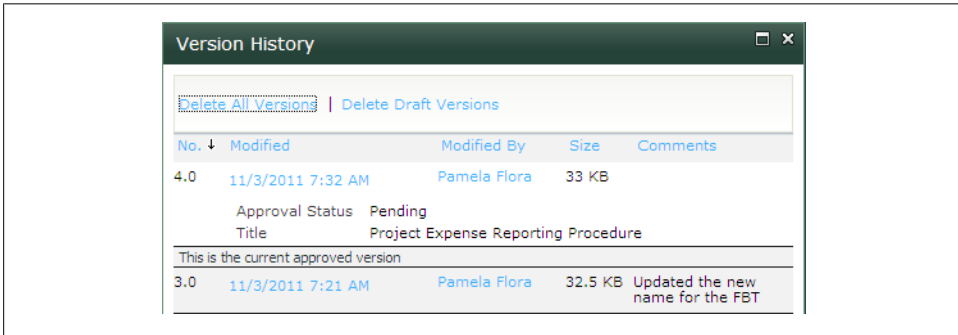 Version History
Delete All Versions | Delete Draft Versions
No. ↓ Modified Modified By Size Comments
4.0 11/3/2011 7:32 AM Pamela Flora 33 KB
Approval Status Pending
Title Project Expense Reporting Procedure
This is the current approved version
3.0 11/3/2011 7:21 AM Pamela Flora 32.5 KB Updated the new
name for the FBT